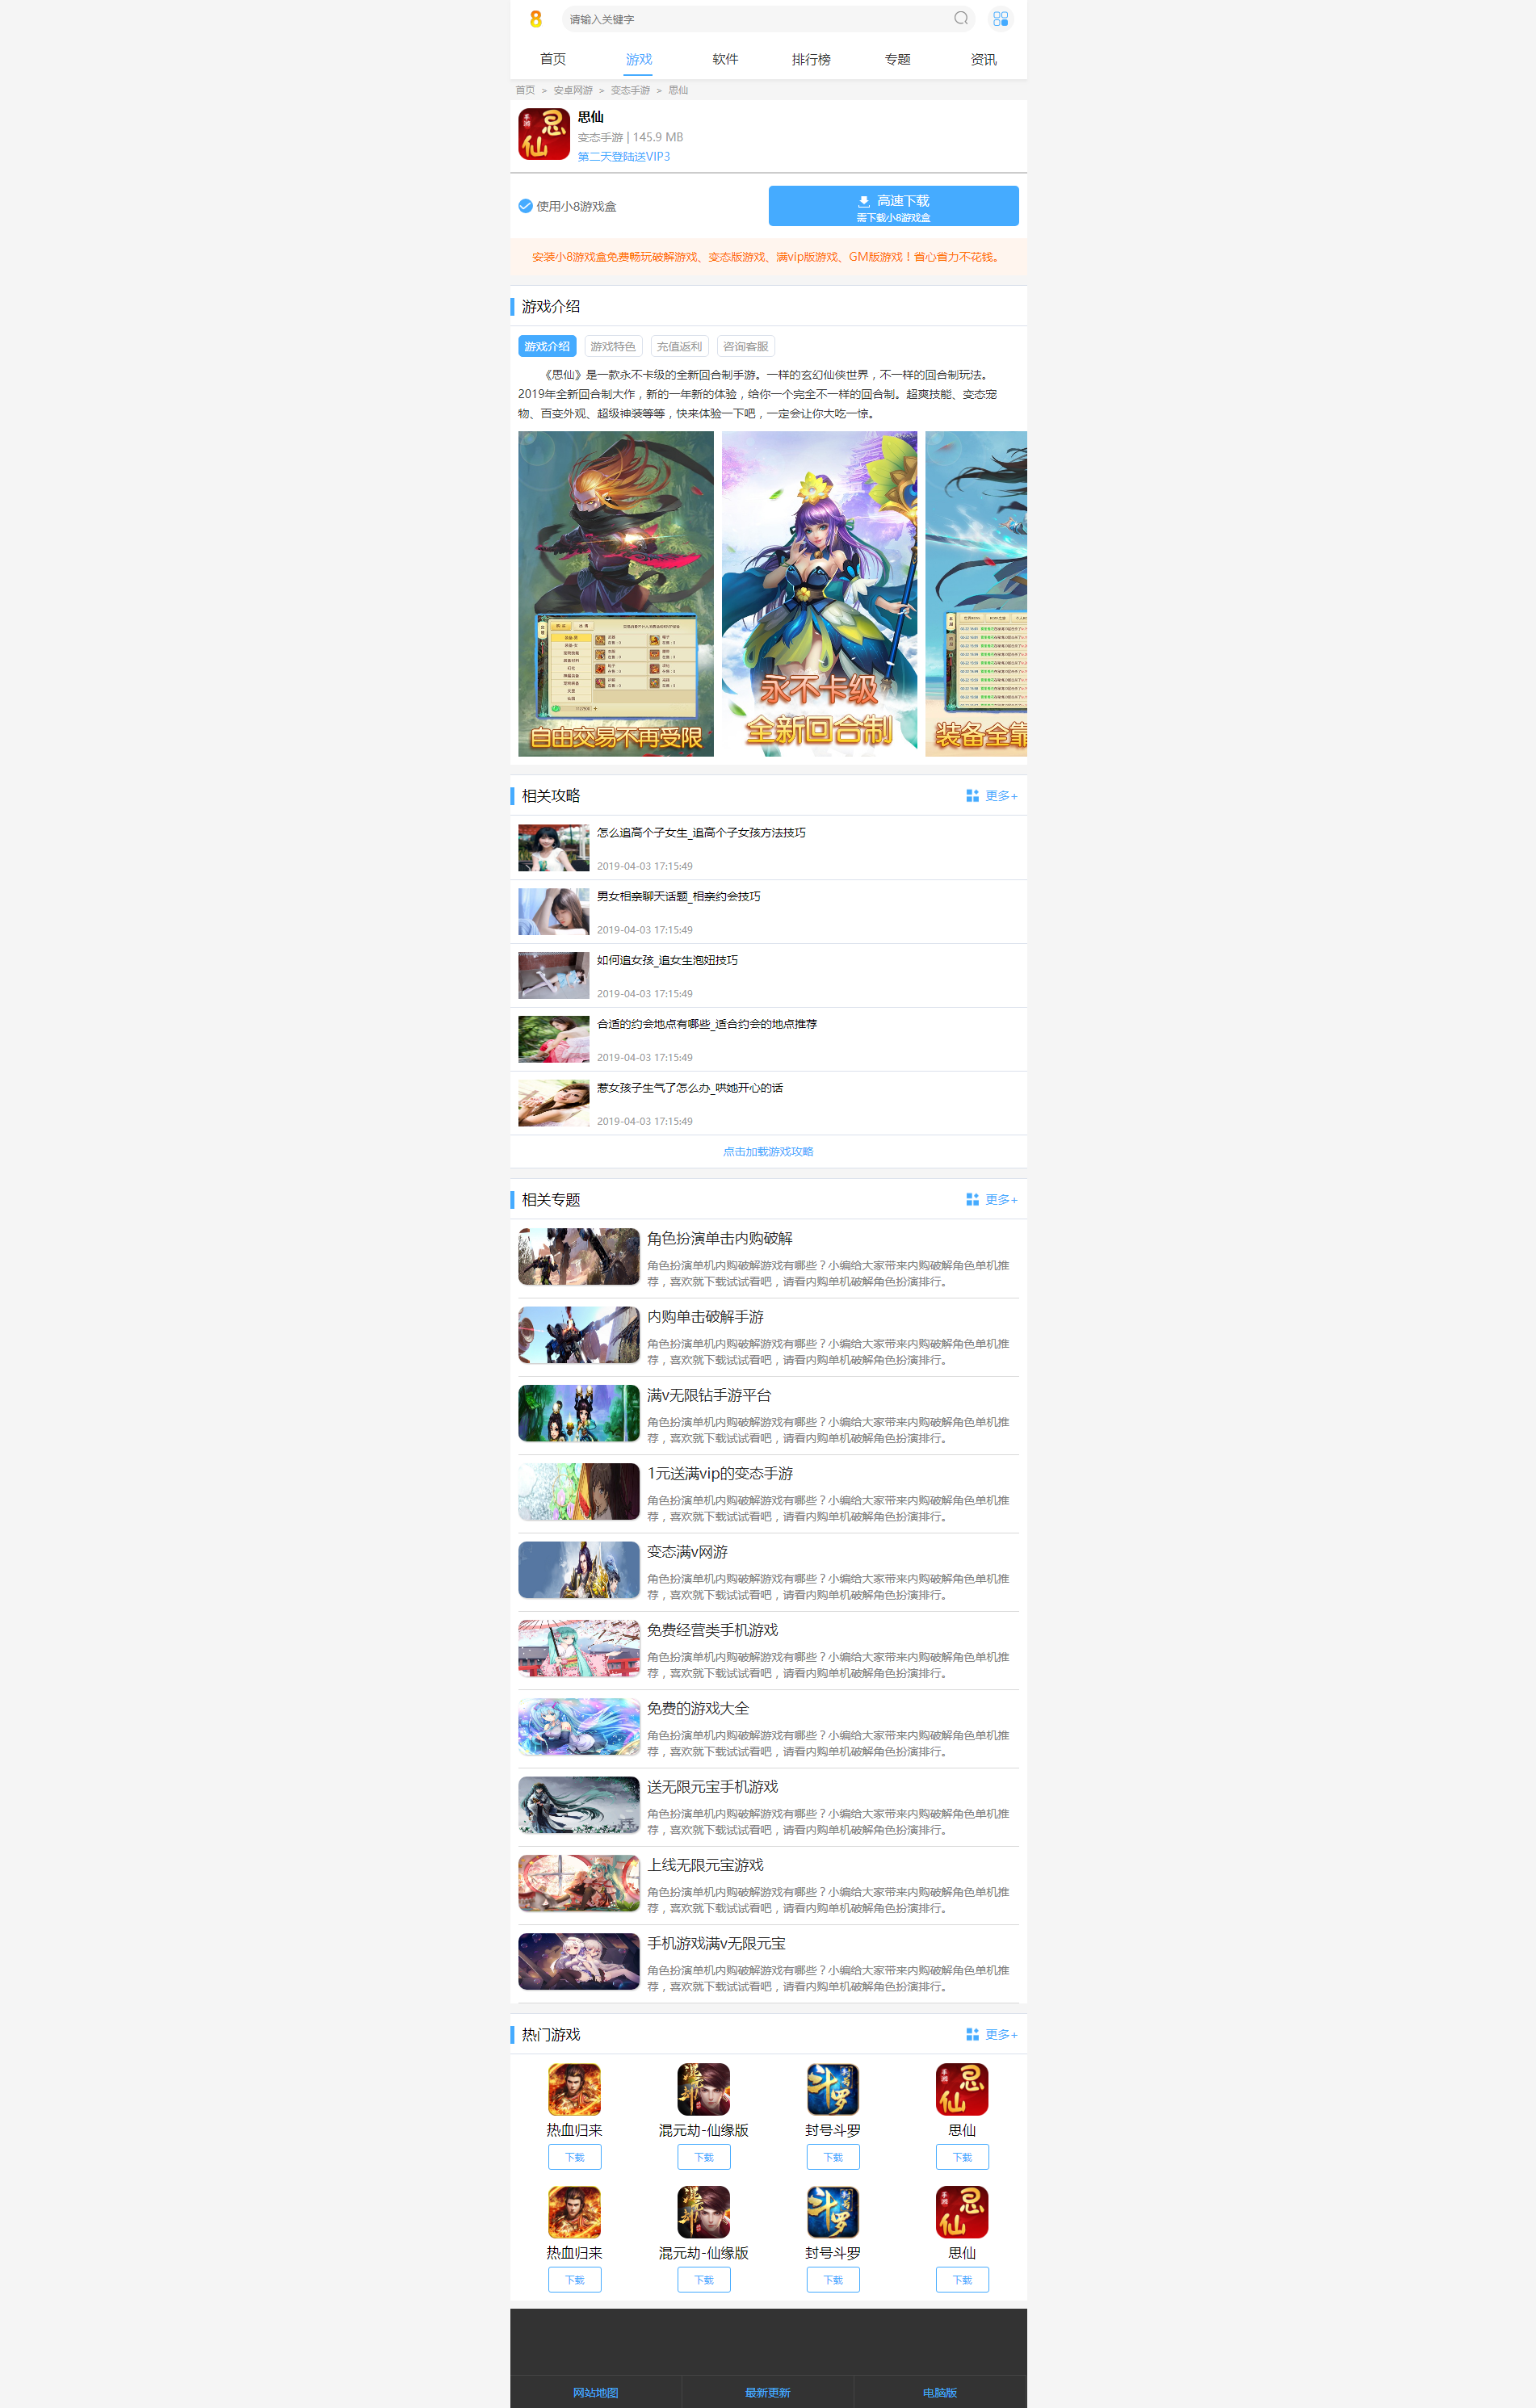 8
请输入关键字
首页
游戏
软件
排行榜
专题
资讯
首页 > 安卓网游 > 变态手游 > 思仙
思仙
变态手游 | 145.9 MB
第二天登陆送VIP3
使用小8游戏盒
高速下载
需下载小8游戏盒
安装小8游戏盒免费畅玩破解游戏、变态版游戏、满vip版游戏、GM版游戏！省心省力不花钱。
游戏介绍
游戏介绍
游戏特色
充值返利
咨询客服
《思仙》是一款永不卡级的全新回合制手游。一样的玄幻仙侠世界，不一样的回合制玩法。
2019年全新回合制大作，新的一年新的体验，给你一个完全不一样的回合制。超爽技能、变态宠
物、百变外观、超级神装等等，快来体验一下吧，一定会让你大吃一惊。
自由交易不再受限
永不卡级
全新回合制
装备全靠
相关攻略
更多+
怎么追高个子女生_追高个子女孩方法技巧
2019-04-03 17:15:49
男女相亲聊天话题_相亲约会技巧
2019-04-03 17:15:49
如何追女孩_追女生泡妞技巧
2019-04-03 17:15:49
合适的约会地点有哪些_适合约会的地点推荐
2019-04-03 17:15:49
惹女孩子生气了怎么办_哄她开心的话
2019-04-03 17:15:49
点击加载游戏攻略
相关专题
更多+
角色扮演单击内购破解
角色扮演单机内购破解游戏有哪些？小编给大家带来内购破解角色单机推
荐，喜欢就下载试试看吧，请看内购单机破解角色扮演排行。
内购单击破解手游
角色扮演单机内购破解游戏有哪些？小编给大家带来内购破解角色单机推
荐，喜欢就下载试试看吧，请看内购单机破解角色扮演排行。
满v无限钻手游平台
角色扮演单机内购破解游戏有哪些？小编给大家带来内购破解角色单机推
荐，喜欢就下载试试看吧，请看内购单机破解角色扮演排行。
1元送满vip的变态手游
角色扮演单机内购破解游戏有哪些？小编给大家带来内购破解角色单机推
荐，喜欢就下载试试看吧，请看内购单机破解角色扮演排行。
变态满v网游
角色扮演单机内购破解游戏有哪些？小编给大家带来内购破解角色单机推
荐，喜欢就下载试试看吧，请看内购单机破解角色扮演排行。
免费经营类手机游戏
角色扮演单机内购破解游戏有哪些？小编给大家带来内购破解角色单机推
荐，喜欢就下载试试看吧，请看内购单机破解角色扮演排行。
免费的游戏大全
角色扮演单机内购破解游戏有哪些？小编给大家带来内购破解角色单机推
荐，喜欢就下载试试看吧，请看内购单机破解角色扮演排行。
送无限元宝手机游戏
角色扮演单机内购破解游戏有哪些？小编给大家带来内购破解角色单机推
荐，喜欢就下载试试看吧，请看内购单机破解角色扮演排行。
上线无限元宝游戏
角色扮演单机内购破解游戏有哪些？小编给大家带来内购破解角色单机推
荐，喜欢就下载试试看吧，请看内购单机破解角色扮演排行。
手机游戏满v无限元宝
角色扮演单机内购破解游戏有哪些？小编给大家带来内购破解角色单机推
荐，喜欢就下载试试看吧，请看内购单机破解角色扮演排行。
热门游戏
更多+
热血归来
混元劫-仙缘版
封号斗罗
思仙
下载
下载
下载
下载
热血归来
混元劫-仙缘版
封号斗罗
思仙
下载
下载
下载
下载
网站地图
最新更新
电脑版